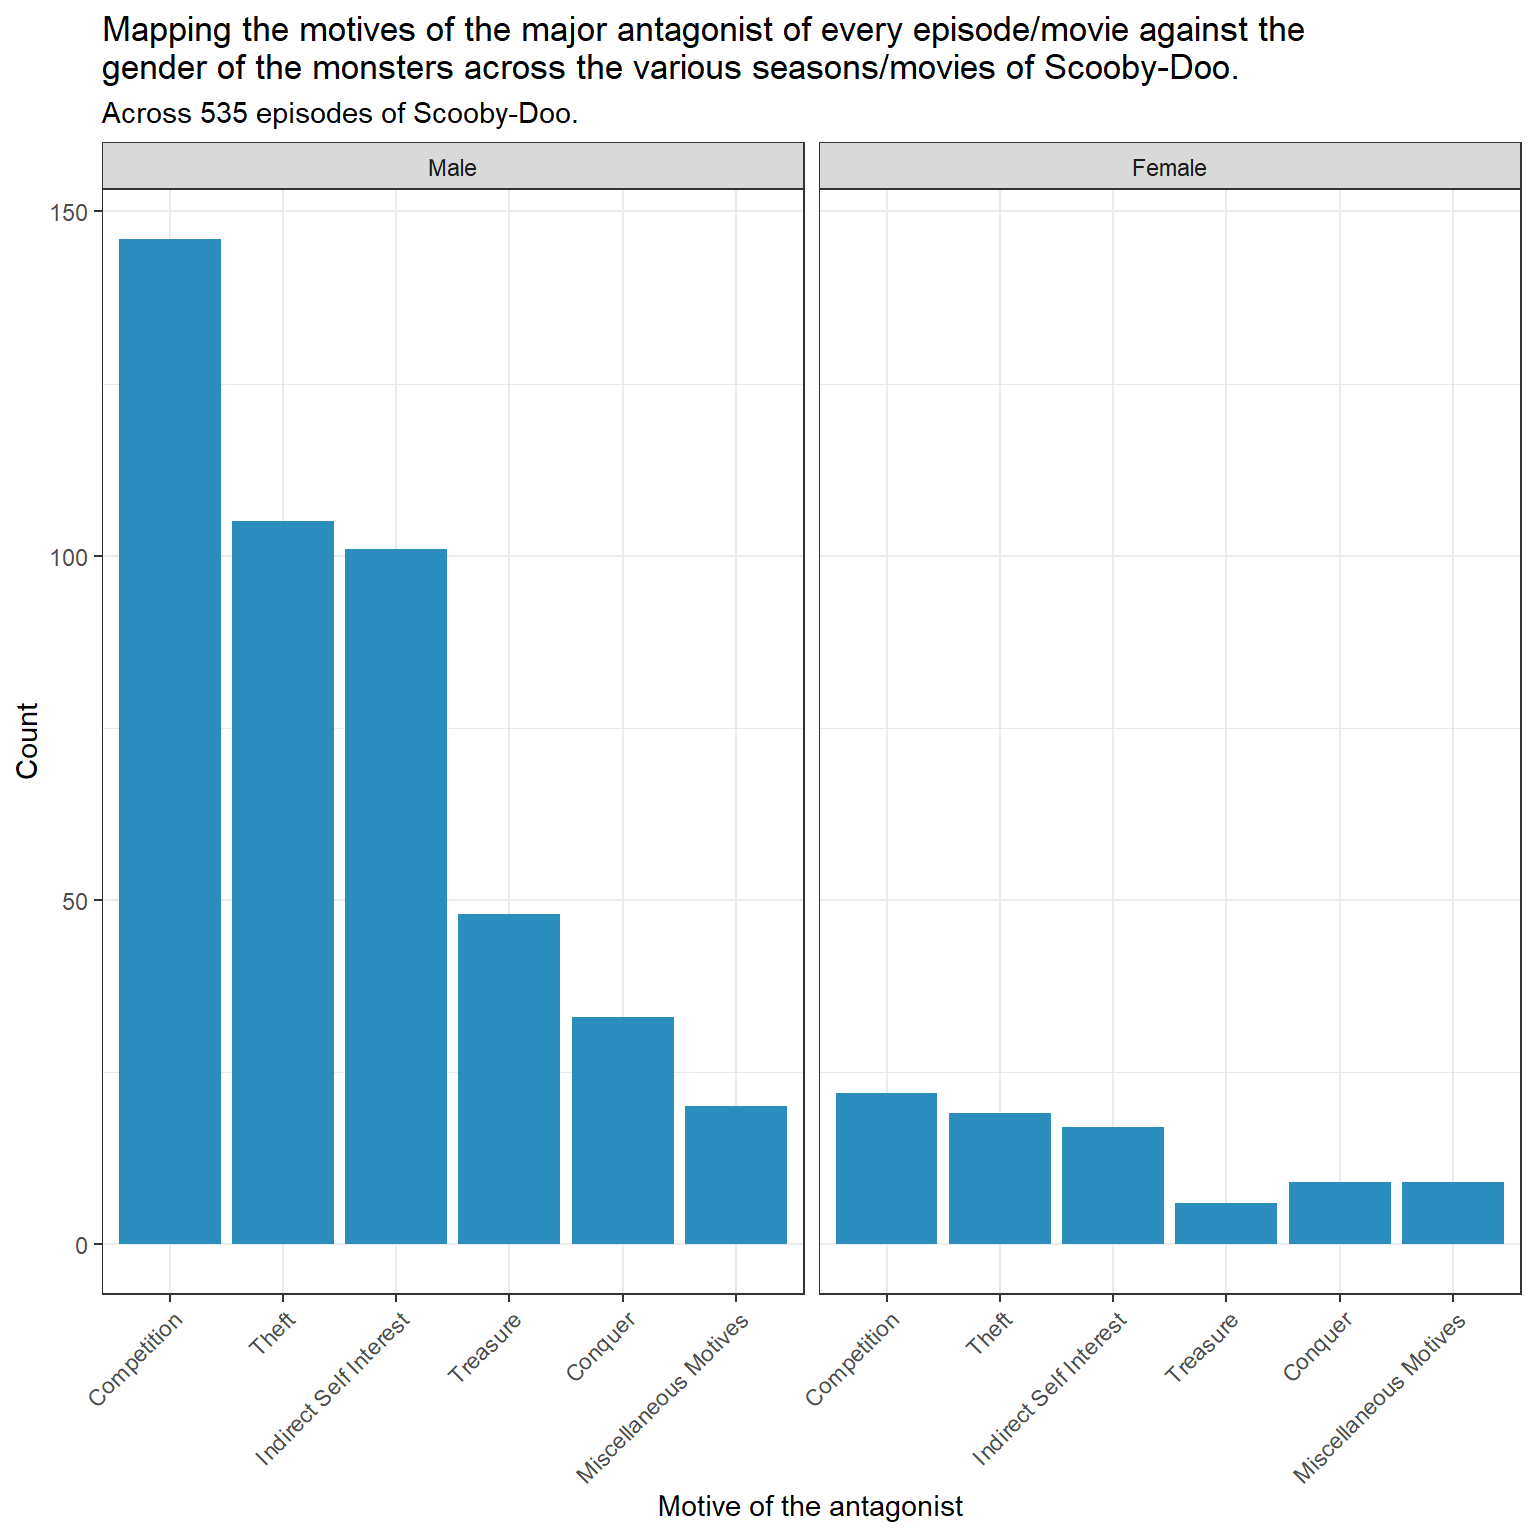 Mapping the motives of the major antagonist of every episode/movie against the
gender of the monsters across the various seasons/movies of Scooby-Doo.
Across 535 episodes of Scooby-Doo.
Male
Female
150
100
50
0
Count
Competition
Theft
Indirect Self Interest
Treasure
Conquer
Miscellaneous Motives
Competition
Theft
Indirect Self Interest
Treasure
Conquer
Miscellaneous Motives
Motive of the antagonist